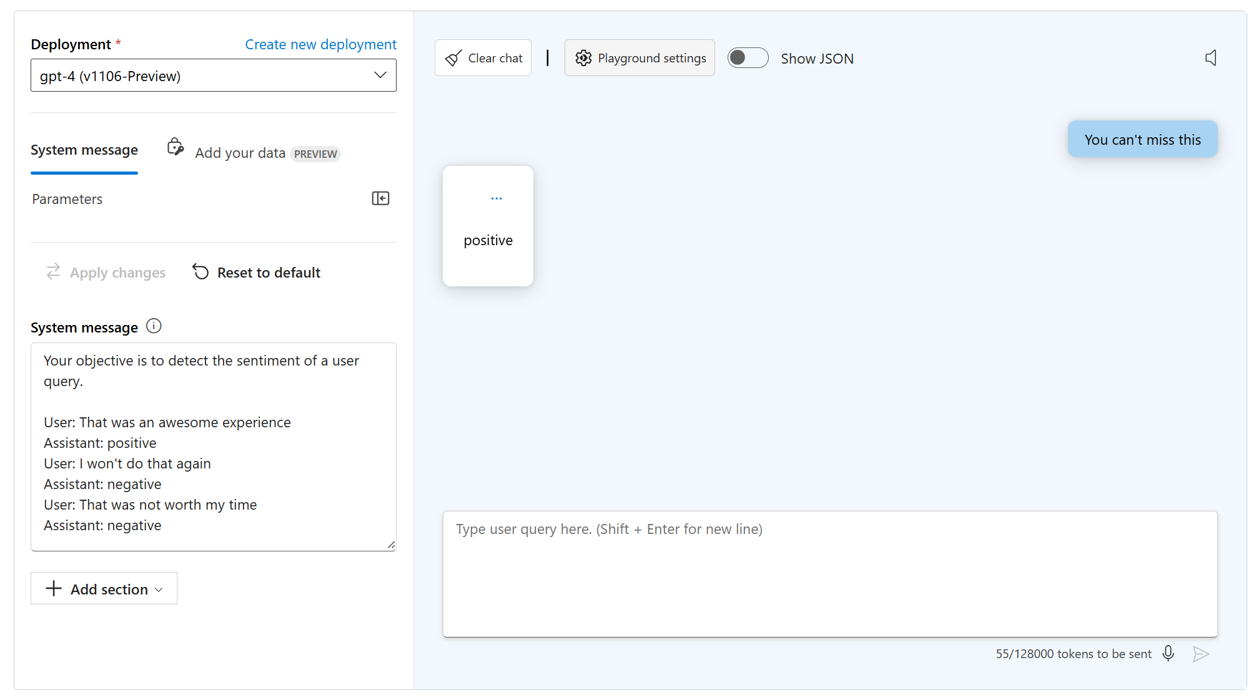 Deployment * Create new deployment
gpt-4 (v1106-Preview)
System message Add your data PREVIEW
Parameters
Apply changes Reset to default
System message
Your objective is to detect the sentiment of a user
query.
User: That was an awesome experience
Assistant: positive
User: I won't do that again
Assistant: negative
User: That was not worth my time
Assistant: negative
Add section
Clear chat | Playground settings Show JSON
You can't miss this
...
positive
Type user query here. (Shift + Enter for new line)
55/128000 tokens to be sent